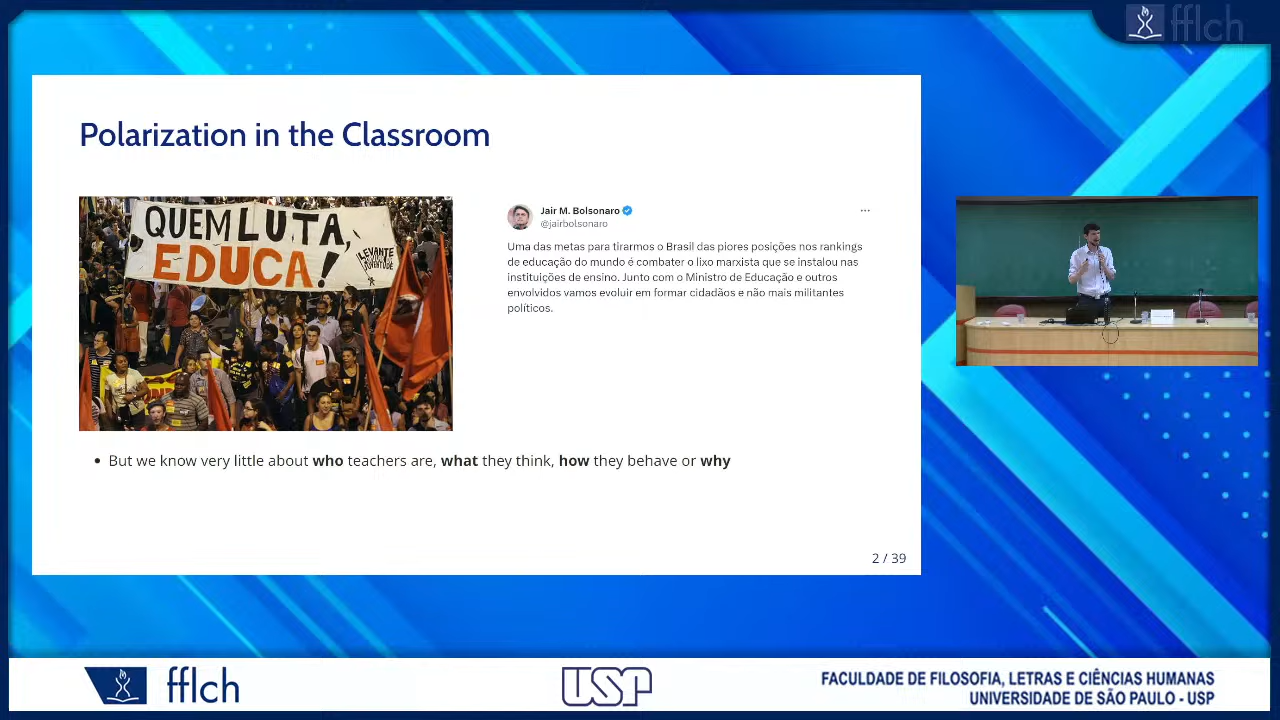 fflch
Polarization in the Classroom
QUEM LUTA,
EDUCA!
LEVANTE
POPULAR DA
JUVENTUDE
Jair M. Bolsonaro
@jairbolsonaro
Uma das metas para tirarmos o Brasil das piores posições nos rankings
de educação do mundo é combater o lixo marxista que se instalou nas
instituições de ensino. Junto com o Ministro de Educação e outros
envolvidos vamos evoluir em formar cidadãos e não mais militantes
políticos.
• But we know very little about who teachers are, what they think, how they behave or why
2 / 39
fflch
USP
FACULDADE DE FILOSOFIA, LETRAS E CIÊNCIAS HUMANAS
UNIVERSIDADE DE SÃO PAULO - USP